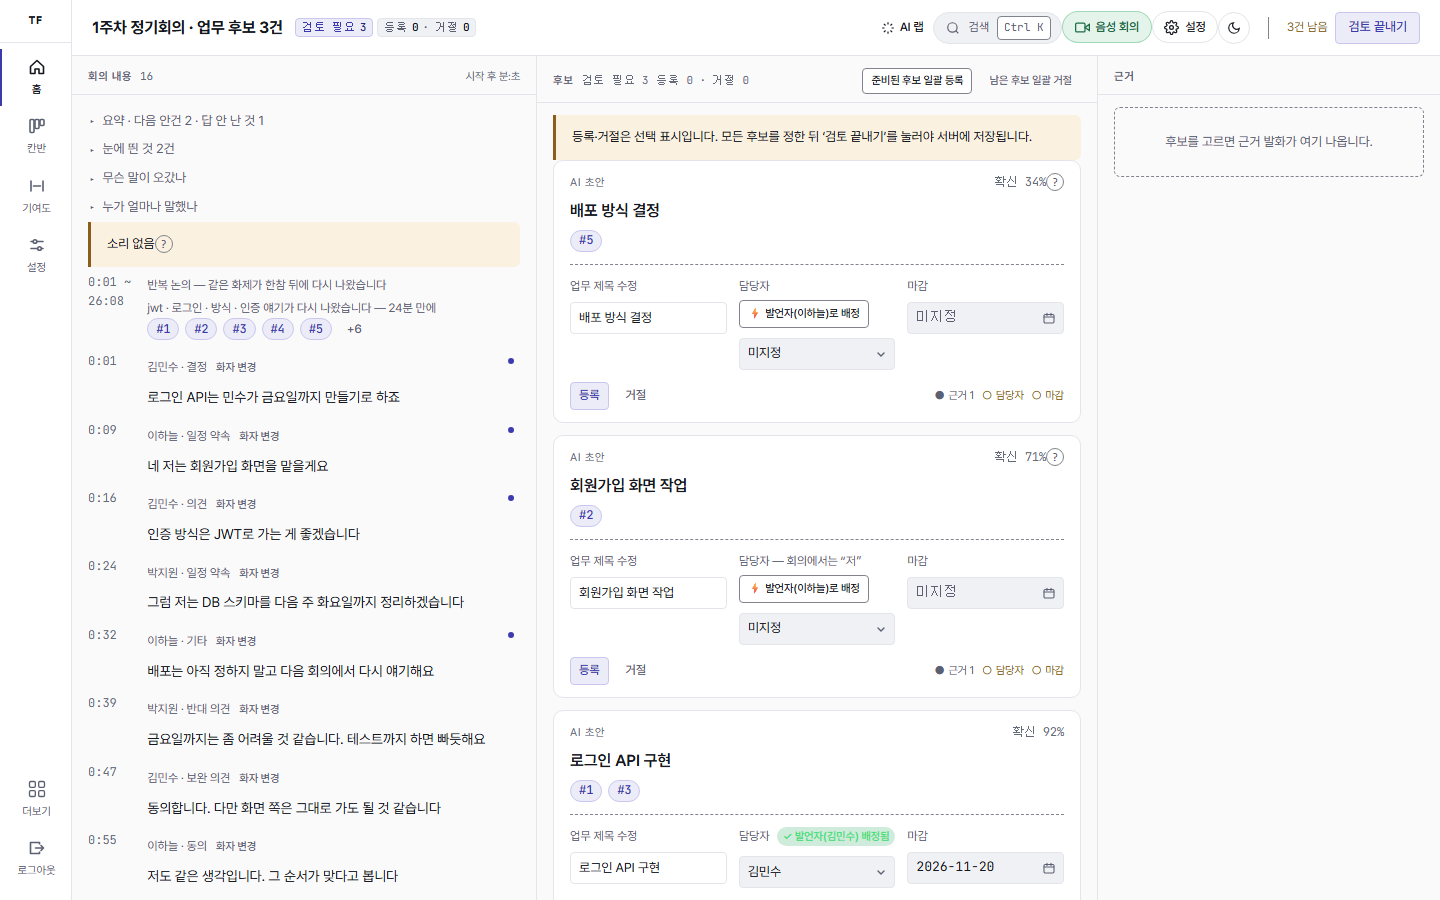 TF
홈
칸반
기여도
설정
더보기
로그아웃
1주차 정기회의 · 업무 후보 3건
검토 필요 3
등록 0 · 거절 0
AI 랩
검색 Ctrl K
음성 회의
설정
3건 남음
검토 끝내기
회의 내용 16
시작 후 분:초
▸ 요약 · 다음 안건 2 · 답 안 난 것 1
▸ 눈에 띈 것 2건
▸ 무슨 말이 오갔나
▸ 누가 얼마나 말했나
소리 없음 ?
0:01 ~ 26:08
반복 논의 — 같은 화제가 한참 뒤에 다시 나왔습니다
jwt · 로그인 · 방식 · 인증 얘기가 다시 나왔습니다 — 24분 만에
#1 #2 #3 #4 #5 +6
0:01 김민수 · 결정 화자 변경
로그인 API는 민수가 금요일까지 만들기로 하죠
0:09 이하늘 · 일정 약속 화자 변경
네 저는 회원가입 화면을 맡을게요
0:16 김민수 · 의견 화자 변경
인증 방식은 JWT로 가는 게 좋겠습니다
0:24 박지원 · 일정 약속 화자 변경
그럼 저는 DB 스키마를 다음 주 화요일까지 정리하겠습니다
0:32 이하늘 · 기타 화자 변경
배포는 아직 정하지 말고 다음 회의에서 다시 얘기해요
0:39 박지원 · 반대 의견 화자 변경
금요일까지는 좀 어려울 것 같습니다. 테스트까지 하면 빠듯해요
0:47 김민수 · 보완 의견 화자 변경
동의합니다. 다만 화면 쪽은 그대로 가도 될 것 같습니다
0:55 이하늘 · 동의 화자 변경
저도 같은 생각입니다. 그 순서가 맞다고 봅니다
후보 검토 필요 3 등록 0 · 거절 0
준비된 후보 일괄 등록
남은 후보 일괄 거절
등록·거절은 선택 표시입니다. 모든 후보를 정한 뒤 ‘검토 끝내기’를 눌러야 서버에 저장됩니다.
AI 초안 확신 34% ?
배포 방식 결정
#5
업무 제목 수정 담당자 마감
배포 방식 결정
발언자(이하늘)로 배정
미지정
미지정
등록 거절
근거 1 담당자 마감
AI 초안 확신 71% ?
회원가입 화면 작업
#2
업무 제목 수정 담당자 — 회의에서는 “저” 마감
회원가입 화면 작업
발언자(이하늘)로 배정
미지정
미지정
등록 거절
근거 1 담당자 마감
AI 초안 확신 92%
로그인 API 구현
#1 #3
업무 제목 수정 담당자 ✓ 발언자(김민수) 배정됨 마감
로그인 API 구현
김민수
2026-11-20
근거
후보를 고르면 근거 발화가 여기 나옵니다.